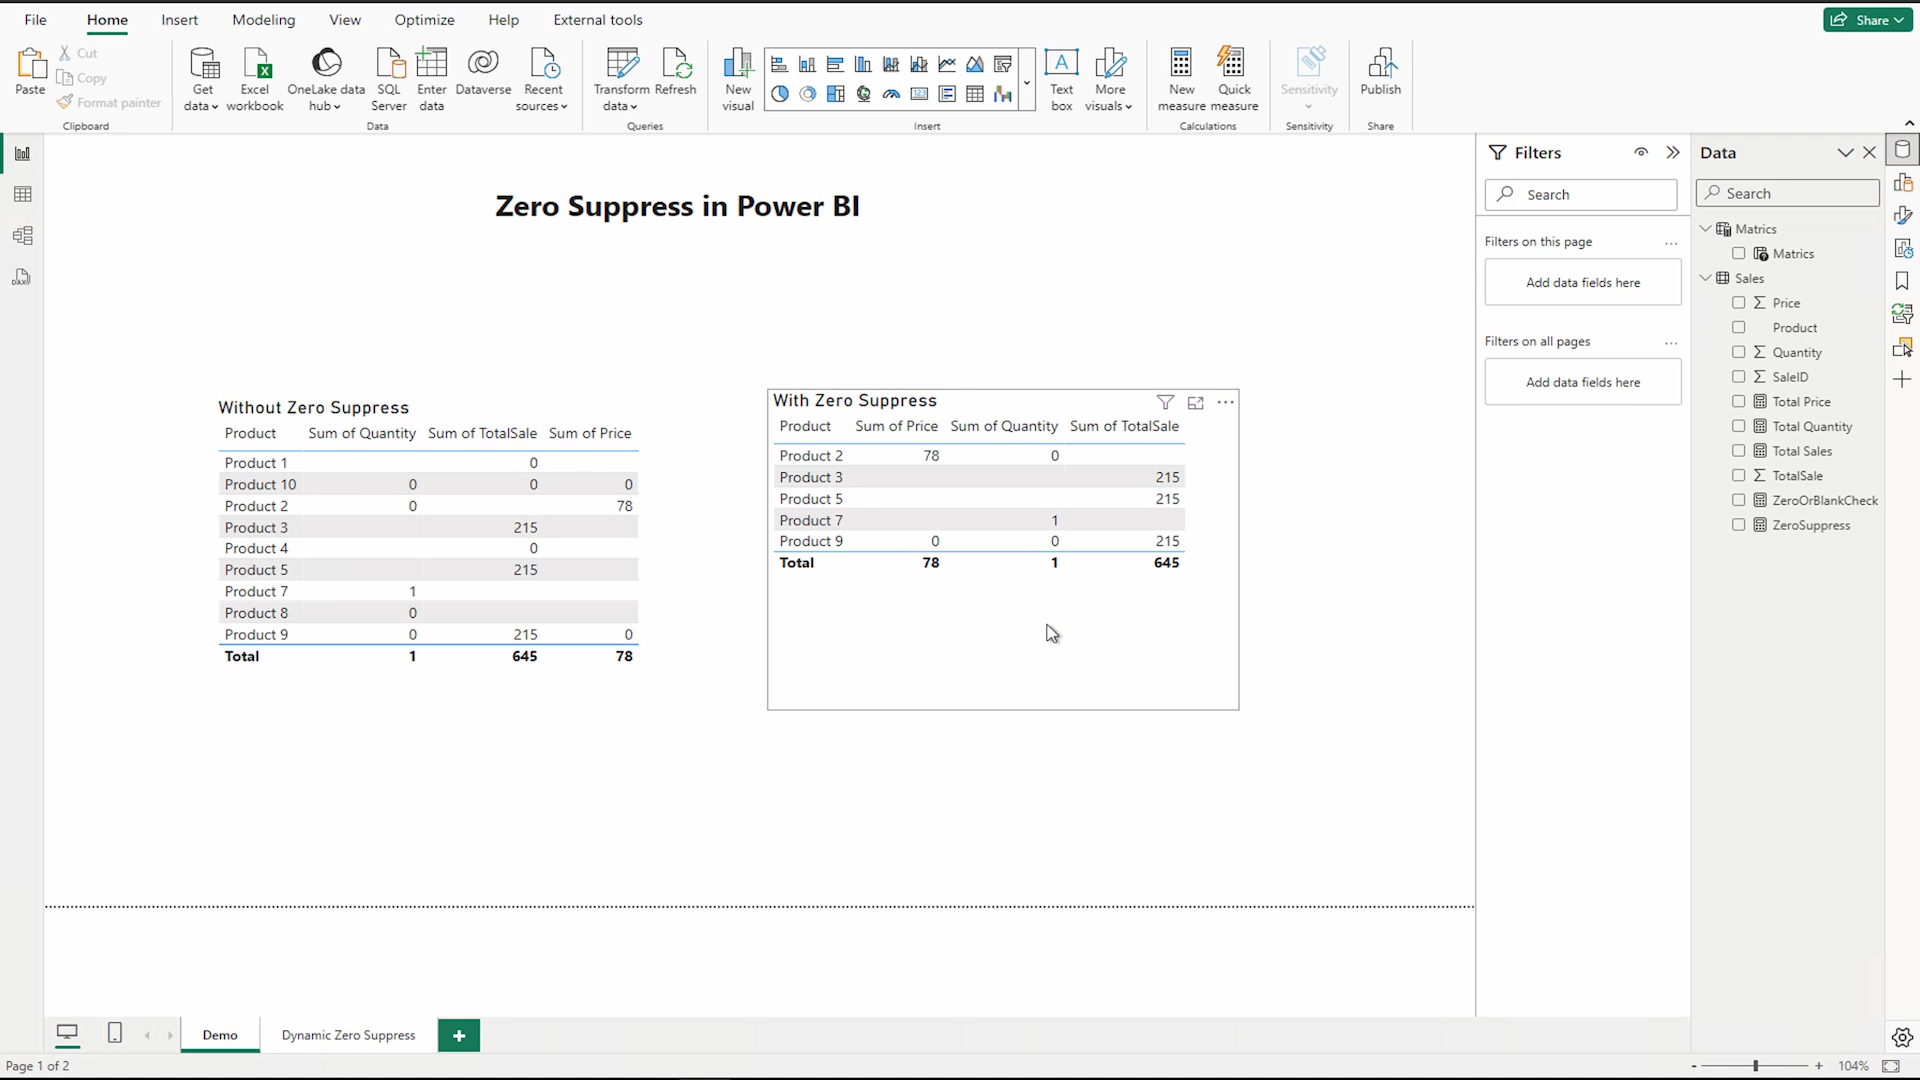 File Home Insert Modeling View Optimize Help External tools Share
Cut
Copy
Format painter
Paste
Clipboard
Get data
Excel workbook
OneLake data hub
SQL Server
Enter data
Dataverse
Recent sources
Data
Transform data
Refresh
Queries
New visual
Text box
More visuals
Insert
New measure
Quick measure
Calculations
Sensitivity
Sensitivity
Publish
Share
Zero Suppress in Power BI
Without Zero Suppress
Product Sum of Quantity Sum of TotalSale Sum of Price
Product 1 0
Product 10 0 0 0
Product 2 0 78
Product 3 215
Product 4 0
Product 5 215
Product 7 1
Product 8 0
Product 9 0 215 0
Total 1 645 78
With Zero Suppress
Product Sum of Price Sum of Quantity Sum of TotalSale
Product 2 78 0
Product 3 215
Product 5 215
Product 7 1
Product 9 0 0 215
Total 78 1 645
Filters
Search
Filters on this page
Add data fields here
Filters on all pages
Add data fields here
Data
Search
Matrics
Matrics
Sales
Price
Product
Quantity
SaleID
Total Price
Total Quantity
Total Sales
TotalSale
ZeroOrBlankCheck
ZeroSuppress
Demo Dynamic Zero Suppress
Page 1 of 2
104%